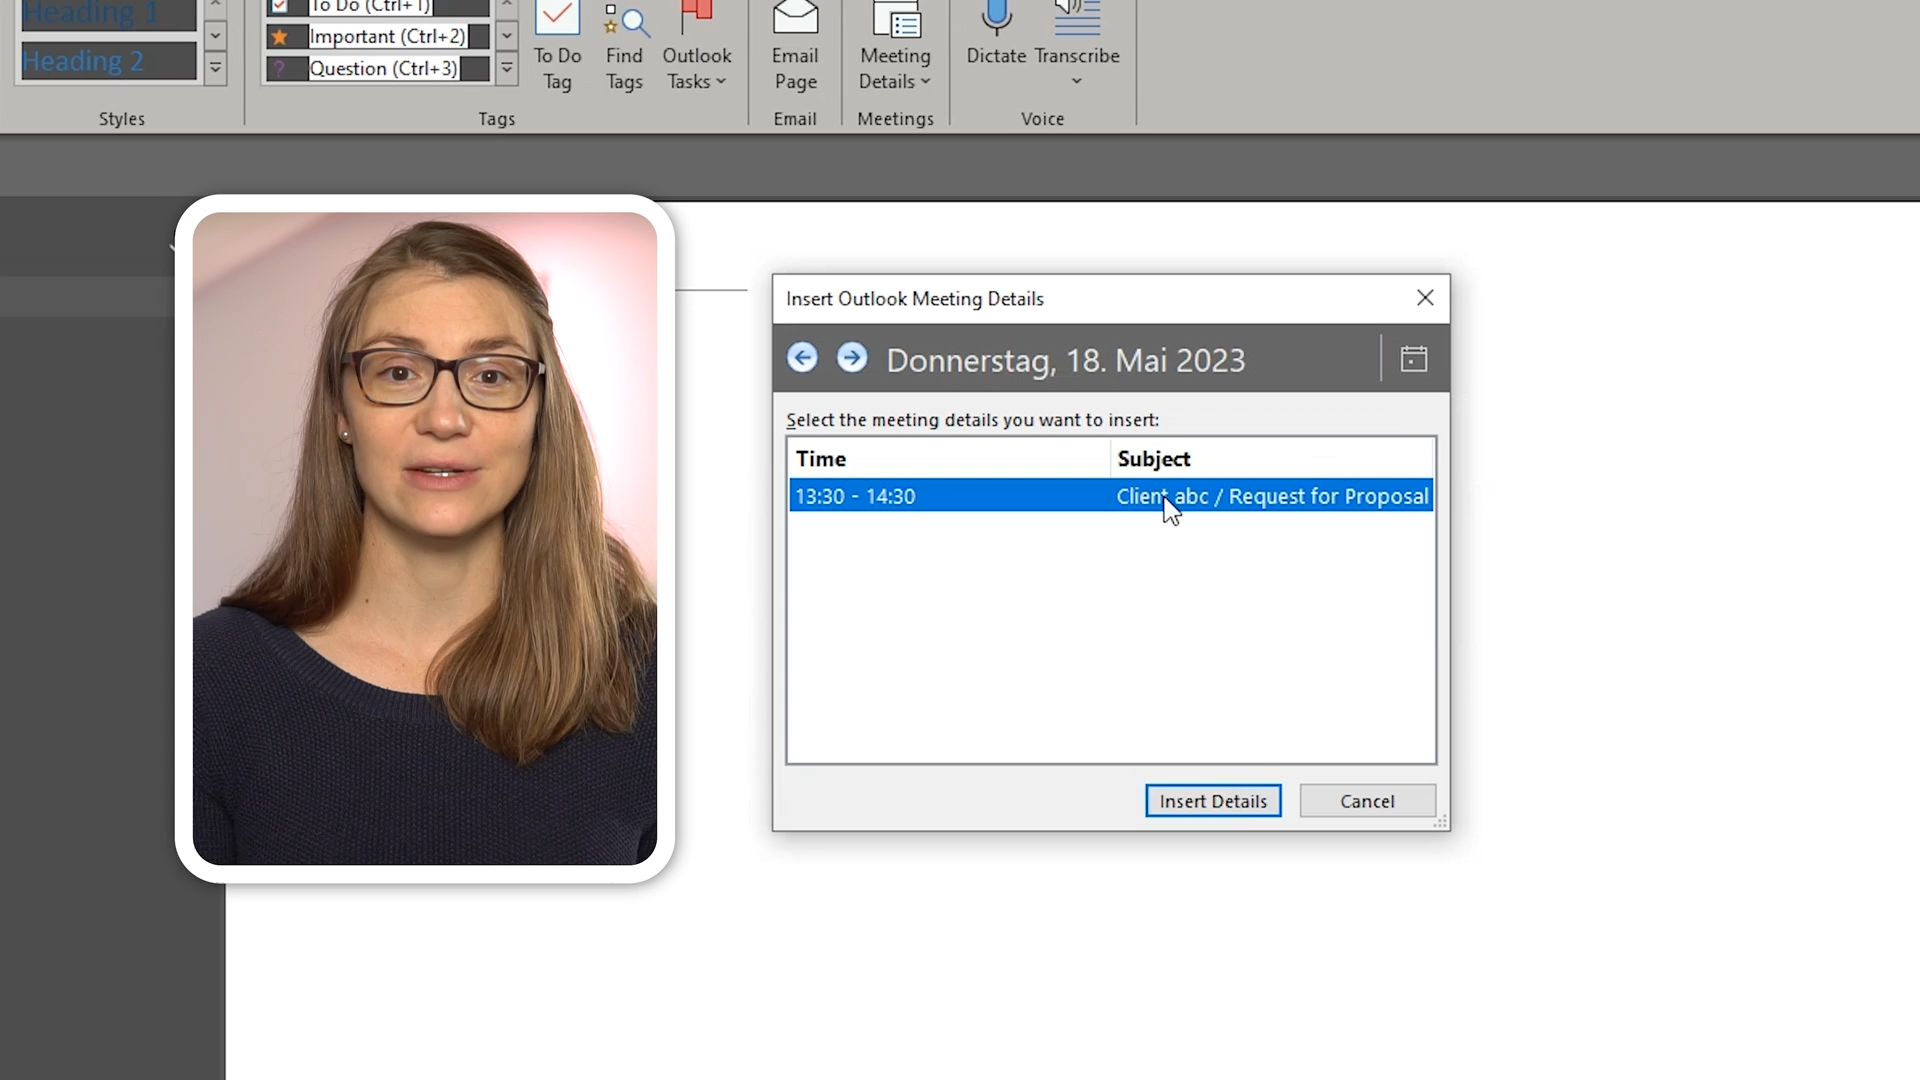 Heading 1
Heading 2
Styles
To Do (Ctrl+1)
Important (Ctrl+2)
? Question (Ctrl+3)
To Do
Tag
Find
Tags
Outlook
Tasks
Tags
Email
Page
Email
Meeting
Details
Meetings
Dictate
Transcribe
Voice
Insert Outlook Meeting Details
Donnerstag, 18. Mai 2023
Select the meeting details you want to insert:
Time Subject
13:30 - 14:30 Client abc / Request for Proposal
Insert Details
Cancel